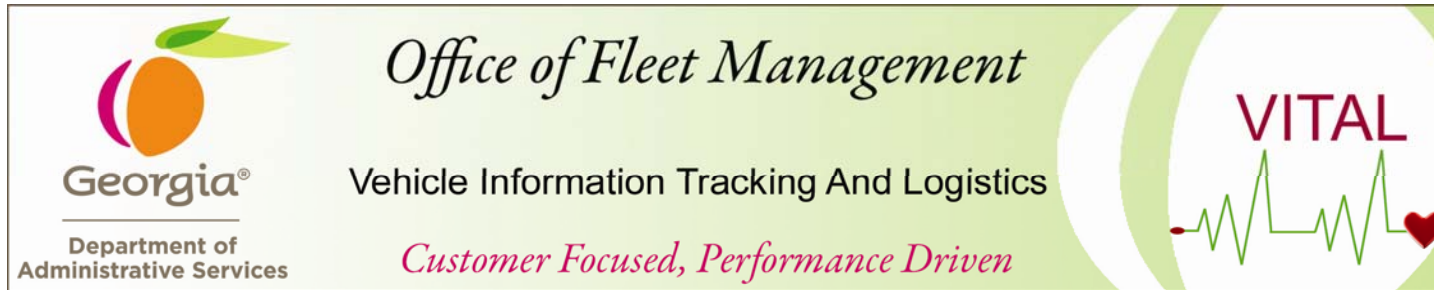 Office of Fleet Management
VITAL
Georgia®
Vehicle Information Tracking And Logistics
Department of
Administrative Services
Customer Focused, Performance Driven